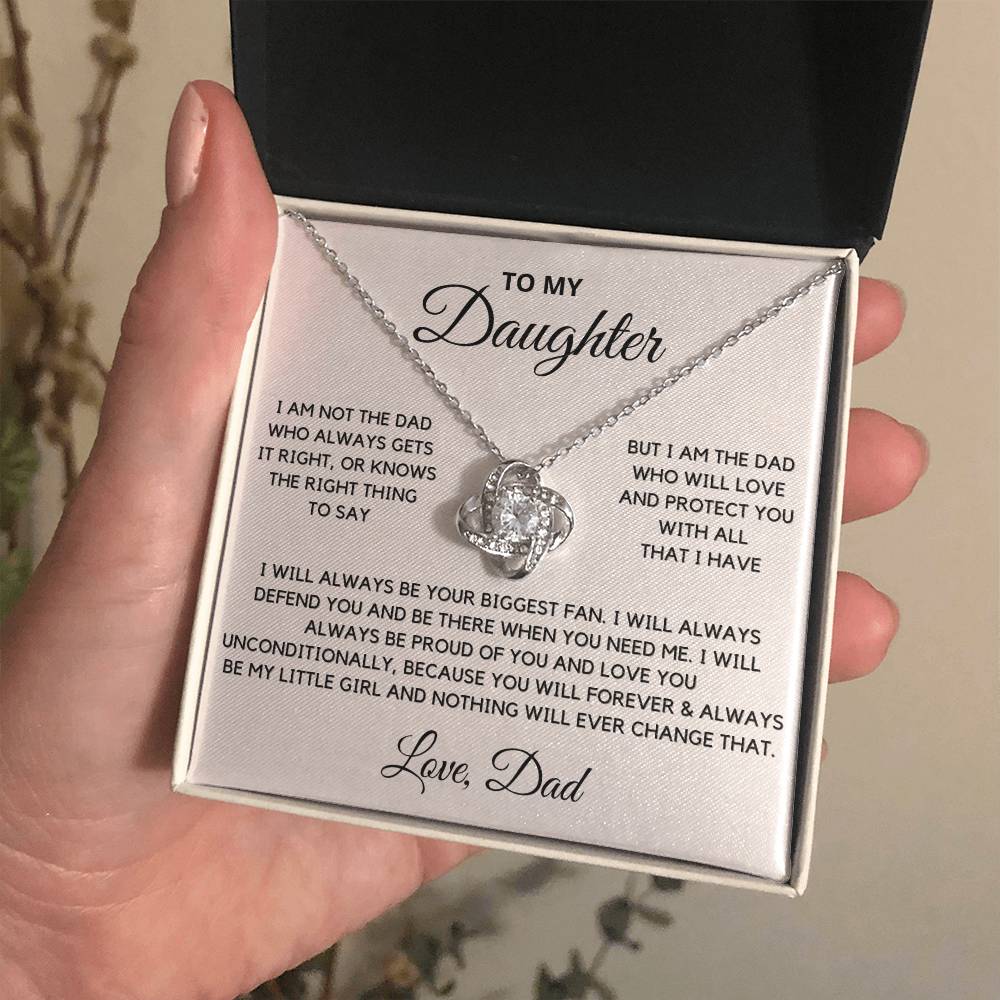 TO MY
Daughter
I AM NOT THE DAD
WHO ALWAYS GETS
IT RIGHT, OR KNOWS
THE RIGHT THING
TO SAY
BUT I AM THE DAD
WHO WILL LOVE
AND PROTECT YOU
WITH ALL
THAT I HAVE
I WILL ALWAYS BE YOUR BIGGEST FAN. I WILL ALWAYS
DEFEND YOU AND BE THERE WHEN YOU NEED ME. I WILL
ALWAYS BE PROUD OF YOU AND LOVE YOU
UNCONDITIONALLY, BECAUSE YOU WILL FOREVER & ALWAYS
BE MY LITTLE GIRL AND NOTHING WILL EVER CHANGE THAT.
Love, Dad